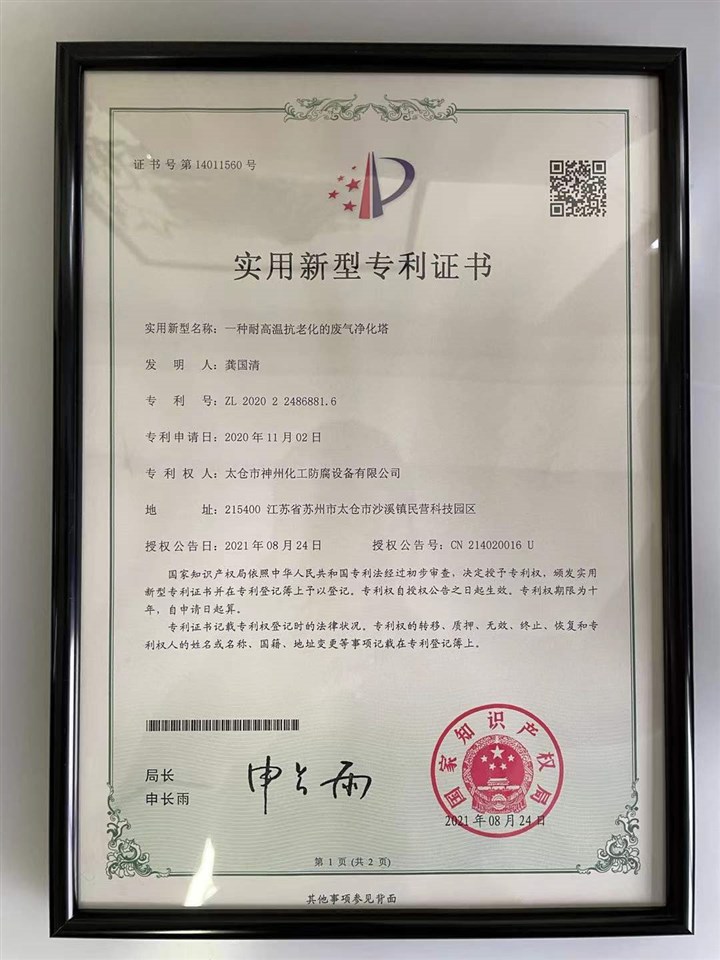 证书号第14011560号
实用新型专利证书
实用新型名称：一种耐高温抗老化的废气净化塔
发明人：龚国清
专利号：ZL 2020 2 2486881.6
专利申请日：2020年11月02日
专利权人：太仓市神州化工防腐设备有限公司
地址：215400 江苏省苏州市太仓市沙溪镇民营科技园区
授权公告日：2021年08月24日 授权公告号：CN 214020016 U
国家知识产权局依照中华人民共和国专利法经过初步审查，决定授予专利权，颁发实用
新型专利证书并在专利登记簿上予以登记。专利权自授权公告之日起生效。专利权期限为十
年，自申请日起算。
专利证书记载专利权登记时的法律状况。专利权的转移、质押、无效、终止、恢复和专
利权人的姓名或名称、国籍、地址变更等事项记载在专利登记簿上。
局长
申长雨
申长雨
国家知识产权局
2021年08月24日
第 1 页 (共 2 页)
其他事项参见背面